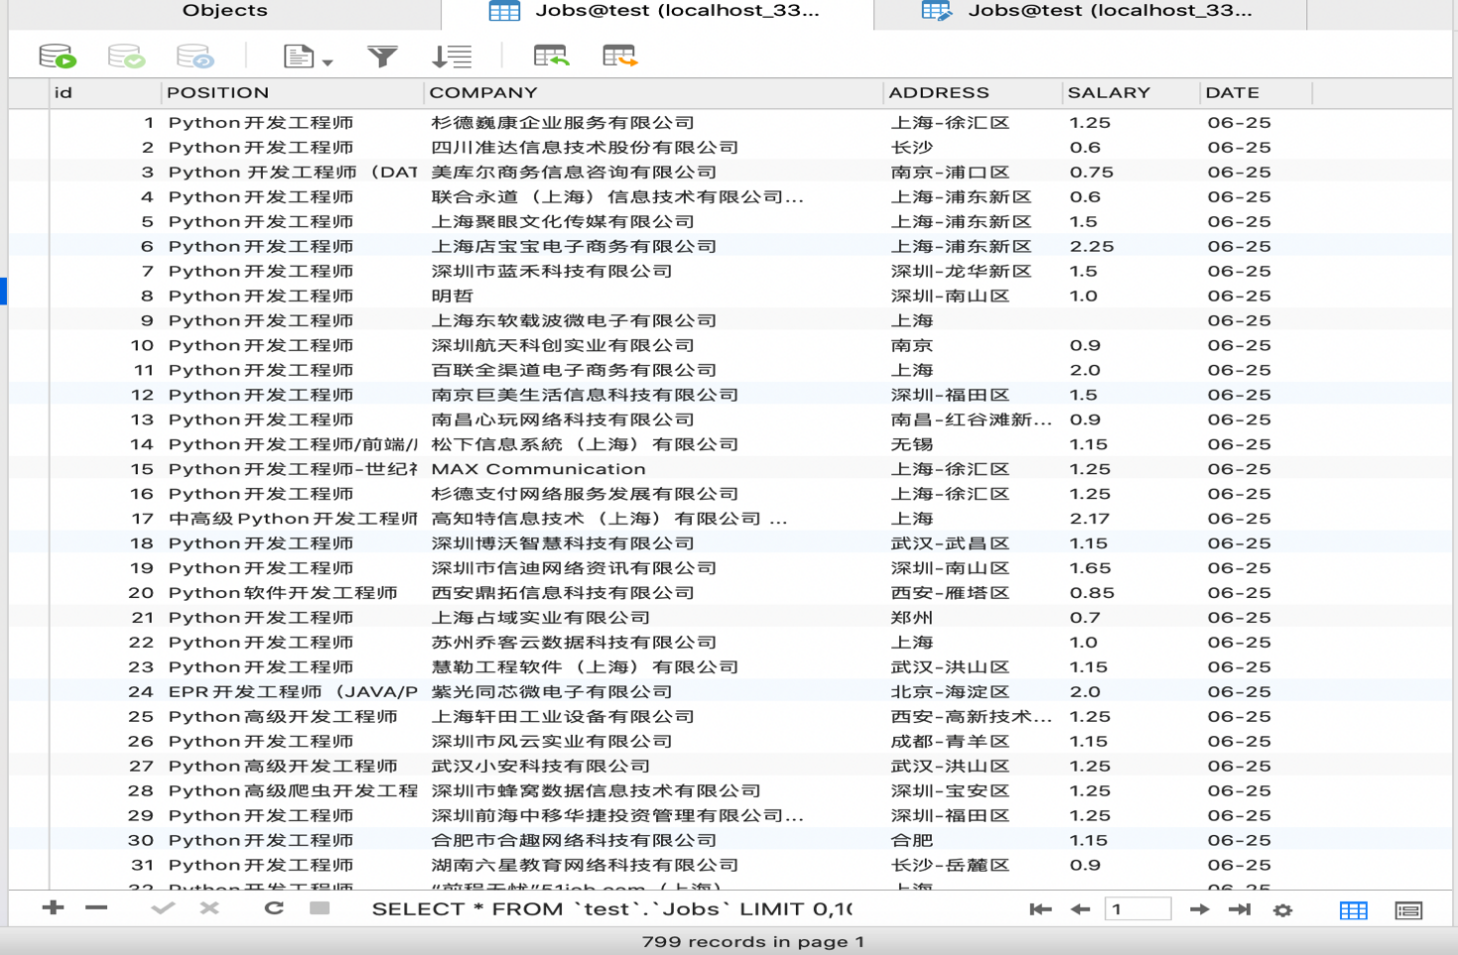 Objects Jobs@test (localhost_33... Jobs@test (localhost_33...
id POSITION COMPANY ADDRESS SALARY DATE
1 Python开发工程师 杉德巍康企业服务有限公司 上海-徐汇区 1.25 06-25
2 Python开发工程师 四川准达信息技术股份有限公司 长沙 0.6 06-25
3 Python 开发工程师（DAT 美库尔商务信息咨询有限公司 南京-浦口区 0.75 06-25
4 Python开发工程师 联合永道（上海）信息技术有限公司... 上海-浦东新区 0.6 06-25
5 Python开发工程师 上海聚眼文化传媒有限公司 上海-浦东新区 1.5 06-25
6 Python开发工程师 上海店宝宝电子商务有限公司 上海-浦东新区 2.25 06-25
7 Python开发工程师 深圳市蓝禾科技有限公司 深圳-龙华新区 1.5 06-25
8 Python开发工程师 明哲 深圳-南山区 1.0 06-25
9 Python开发工程师 上海东软载波微电子有限公司 上海 06-25
10 Python开发工程师 深圳航天科创实业有限公司 南京 0.9 06-25
11 Python开发工程师 百联全渠道电子商务有限公司 上海 2.0 06-25
12 Python开发工程师 南京巨美生活信息科技有限公司 深圳-福田区 1.5 06-25
13 Python开发工程师 南昌心玩网络科技有限公司 南昌-红谷滩新... 0.9 06-25
14 Python开发工程师/前端/ 松下信息系統（上海）有限公司 无锡 1.15 06-25
15 Python开发工程师-世纪 MAX Communication 上海-徐汇区 1.25 06-25
16 Python开发工程师 杉德支付网络服务发展有限公司 上海-徐汇区 1.25 06-25
17 中高级Python开发工程师 高知特信息技术（上海）有限公司 ... 上海 2.17 06-25
18 Python开发工程师 深圳博沃智慧科技有限公司 武汉-武昌区 1.15 06-25
19 Python开发工程师 深圳市信迪网络资讯有限公司 深圳-南山区 1.65 06-25
20 Python软件开发工程师 西安鼎拓信息科技有限公司 西安-雁塔区 0.85 06-25
21 Python开发工程师 上海占域实业有限公司 郑州 0.7 06-25
22 Python开发工程师 苏州乔客云数据科技有限公司 上海 1.0 06-25
23 Python开发工程师 慧勒工程软件（上海）有限公司 武汉-洪山区 1.15 06-25
24 EPR开发工程师（JAVA/P 紫光同芯微电子有限公司 北京-海淀区 2.0 06-25
25 Python高级开发工程师 上海轩田工业设备有限公司 西安-高新技术... 1.25 06-25
26 Python开发工程师 深圳市风云实业有限公司 成都-青羊区 1.15 06-25
27 Python高级开发工程师 武汉小安科技有限公司 武汉-洪山区 1.25 06-25
28 Python高级爬虫开发工程 深圳市蜂窝数据信息技术有限公司 深圳-宝安区 1.25 06-25
29 Python开发工程师 深圳前海中移华捷投资管理有限公司... 深圳-福田区 1.25 06-25
30 Python开发工程师 合肥市合趣网络科技有限公司 合肥 1.15 06-25
31 Python开发工程师 湖南六星教育网络科技有限公司 长沙-岳麓区 0.9 06-25
32 Python开发工程师 “前程无忧”51job.com（上海） 上海 06-25
SELECT * FROM `test`.`Jobs` LIMIT 0,10 1
799 records in page 1